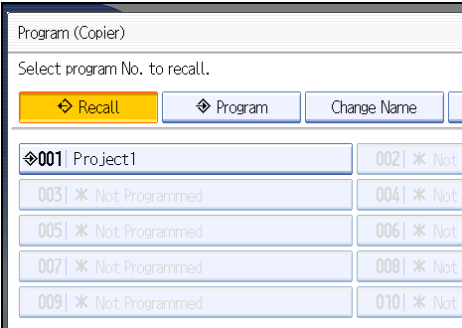 Program (Copier)
Select program No. to recall.
Recall Program Change Name
001 Project1 002 Not
003 Not Programmed 004 Not
005 Not Programmed 006 Not
007 Not Programmed 008 Not
009 Not Programmed 010 Not